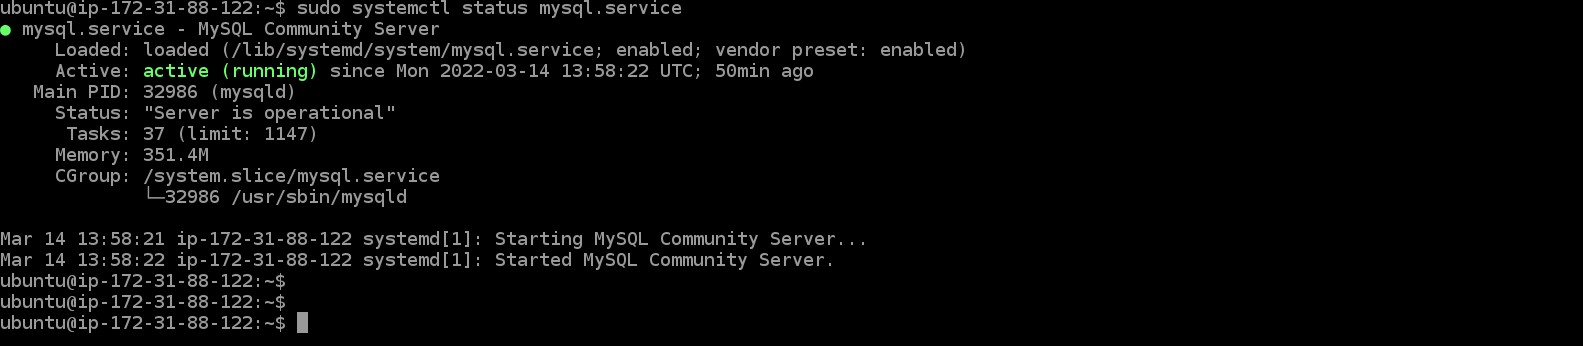 ubuntu@ip-172-31-88-122:~$ sudo systemctl status mysql.service
● mysql.service - MySQL Community Server
     Loaded: loaded (/lib/systemd/system/mysql.service; enabled; vendor preset: enabled)
     Active: active (running) since Mon 2022-03-14 13:58:22 UTC; 50min ago
   Main PID: 32986 (mysqld)
     Status: "Server is operational"
      Tasks: 37 (limit: 1147)
     Memory: 351.4M
     CGroup: /system.slice/mysql.service
             └─32986 /usr/sbin/mysqld

Mar 14 13:58:21 ip-172-31-88-122 systemd[1]: Starting MySQL Community Server...
Mar 14 13:58:22 ip-172-31-88-122 systemd[1]: Started MySQL Community Server.
ubuntu@ip-172-31-88-122:~$
ubuntu@ip-172-31-88-122:~$
ubuntu@ip-172-31-88-122:~$